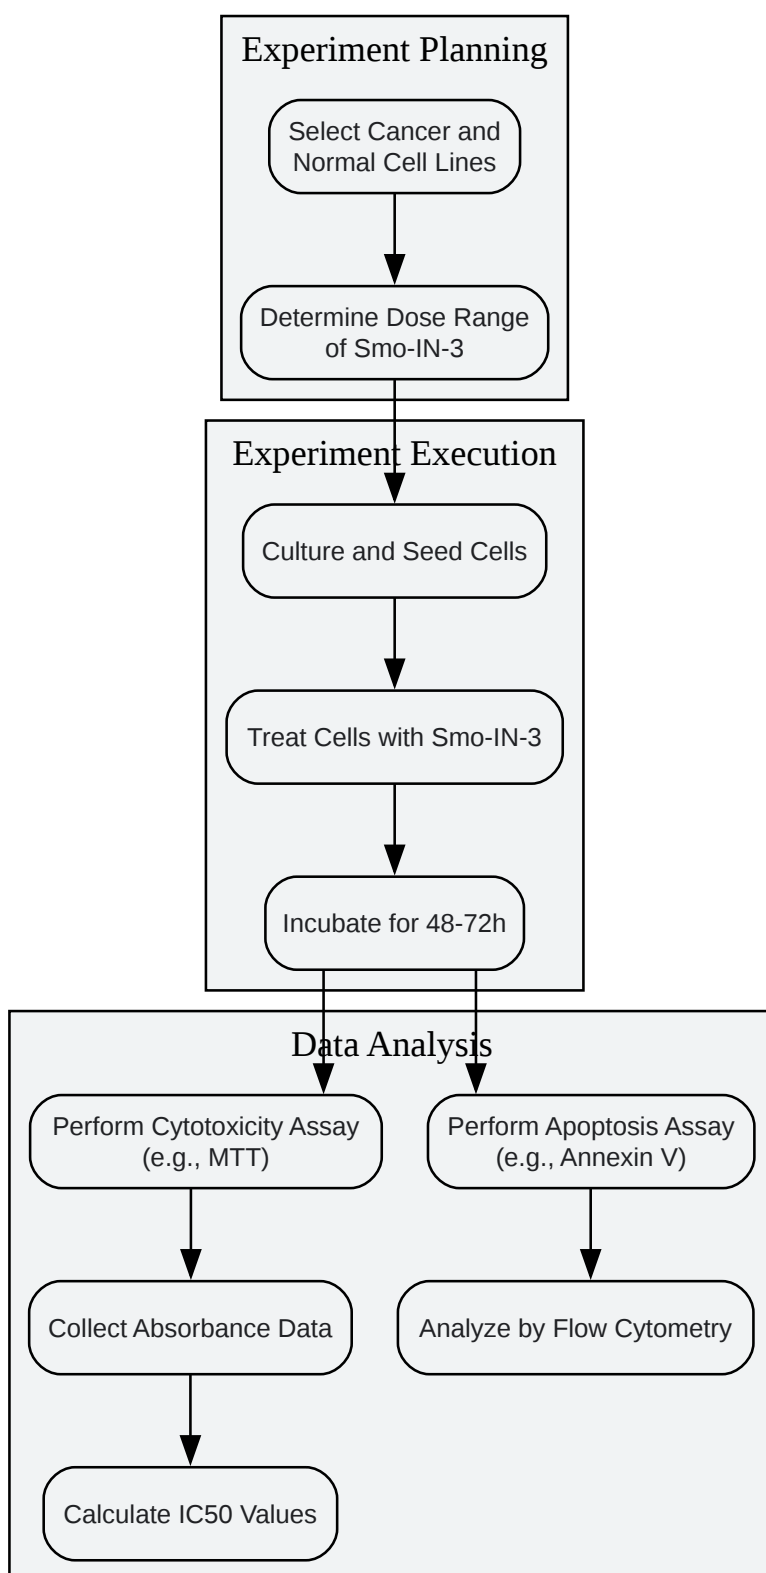 Experiment Planning
Select Cancer and
Normal Cell Lines
Determine Dose Range
of Smo-IN-3
Experiment Execution
Culture and Seed Cells
Treat Cells with Smo-IN-3
Incubate for 48-72h
Data Analysis
Perform Cytotoxicity Assay
(e.g., MTT)
Perform Apoptosis Assay
(e.g., Annexin V)
Collect Absorbance Data
Analyze by Flow Cytometry
Calculate IC50 Values